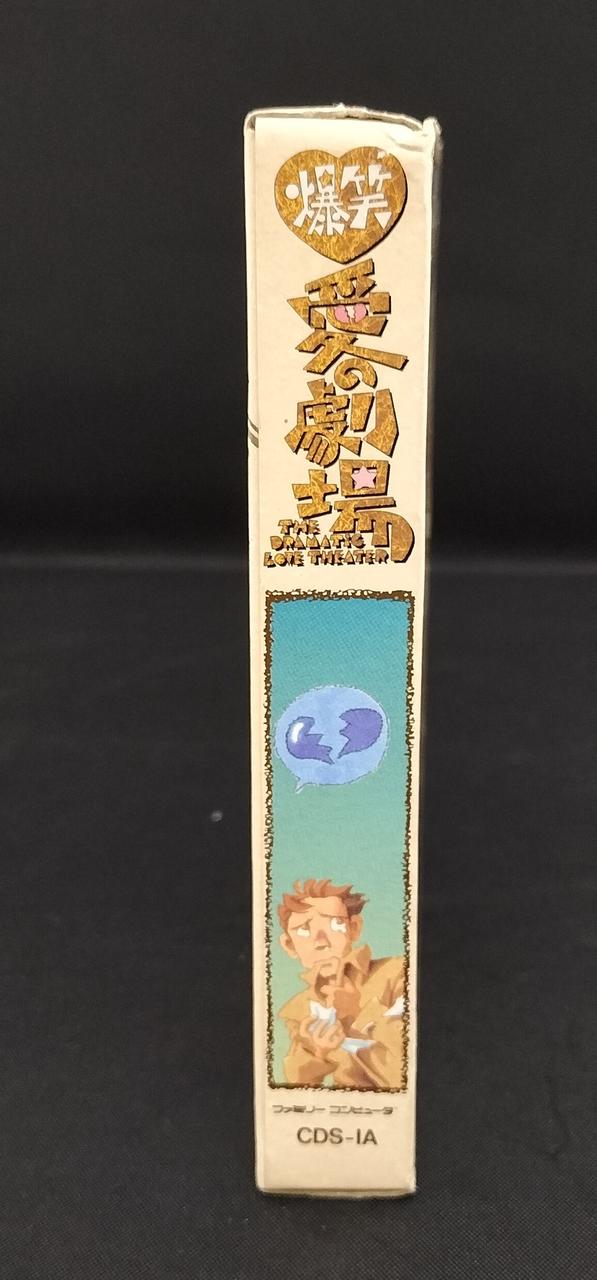 爆笑
愛の
劇場
THE
DRAMATIC
LOVE THEATER
ファミリー コンピュータ
CDS-IA